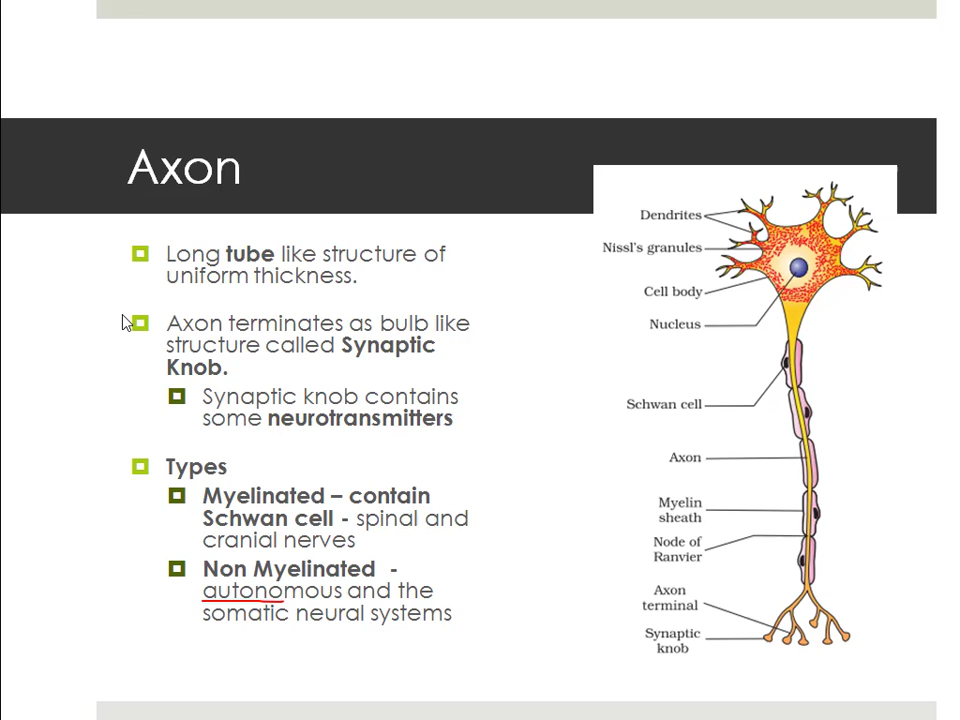 Axon
Long tube like structure of
uniform thickness.
Axon terminates as bulb like
structure called Synaptic
Knob.
Synaptic knob contains
some neurotransmitters
Types
Myelinated – contain
Schwan cell - spinal and
cranial nerves
Non Myelinated -
autonomous and the
somatic neural systems
Dendrites
Nissl's granules
Cell body
Nucleus
Schwan cell
Axon
Myelin
sheath
Node of
Ranvier
Axon
terminal
Synaptic
knob